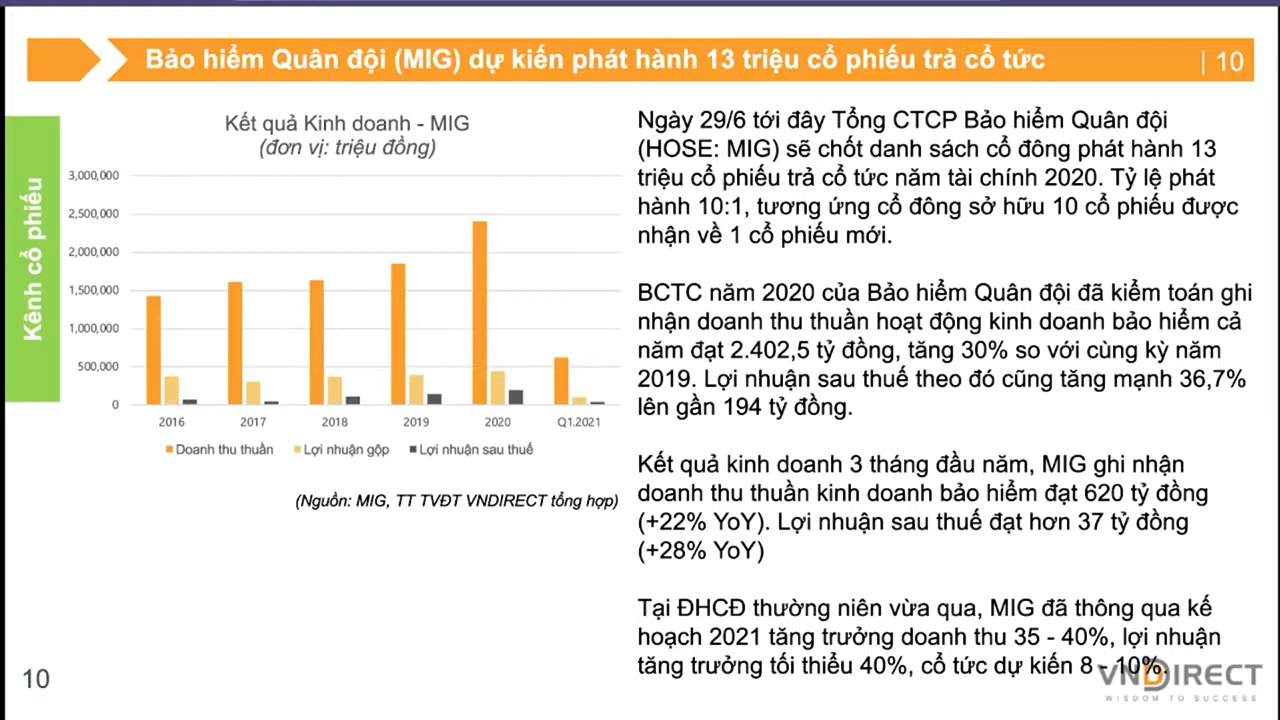 Bảo hiểm Quân đội (MIG) dự kiến phát hành 13 triệu cổ phiếu trả cổ tức
| 10
Kênh cổ phiếu
Kết quả Kinh doanh - MIG
(đơn vị: triệu đồng)
3,000,000
2,500,000
2,000,000
1,500,000
1,000,000
500,000
0
2016 2017 2018 2019 2020 Q1.2021
Doanh thu thuần Lợi nhuận gộp Lợi nhuận sau thuế
(Nguồn: MIG, TT TVĐT VNDIRECT tổng hợp)
Ngày 29/6 tới đây Tổng CTCP Bảo hiểm Quân đội
(HOSE: MIG) sẽ chốt danh sách cổ đông phát hành 13
triệu cổ phiếu trả cổ tức năm tài chính 2020. Tỷ lệ phát
hành 10:1, tương ứng cổ đông sở hữu 10 cổ phiếu được
nhận về 1 cổ phiếu mới.
BCTC năm 2020 của Bảo hiểm Quân đội đã kiểm toán ghi
nhận doanh thu thuần hoạt động kinh doanh bảo hiểm cả
năm đạt 2.402,5 tỷ đồng, tăng 30% so với cùng kỳ năm
2019. Lợi nhuận sau thuế theo đó cũng tăng mạnh 36,7%
lên gần 194 tỷ đồng.
Kết quả kinh doanh 3 tháng đầu năm, MIG ghi nhận
doanh thu thuần kinh doanh bảo hiểm đạt 620 tỷ đồng
(+22% YoY). Lợi nhuận sau thuế đạt hơn 37 tỷ đồng
(+28% YoY)
Tại ĐHCĐ thường niên vừa qua, MIG đã thông qua kế
hoạch 2021 tăng trưởng doanh thu 35 - 40%, lợi nhuận
tăng trưởng tối thiểu 40%, cổ tức dự kiến 8 - 10%.
10
VNDIRECT
WISDOM TO SUCCESS